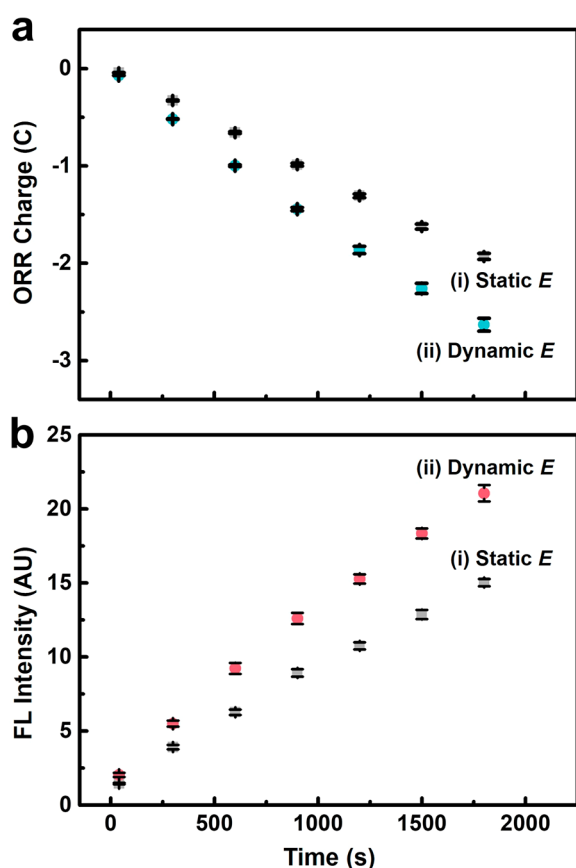 a
0
-1
-2
-3
ORR Charge (C)
(i) Static E
(ii) Dynamic E
b
25
20
15
10
5
0
FL Intensity (AU)
(ii) Dynamic E
(i) Static E
0 500 1000 1500 2000
Time (s)